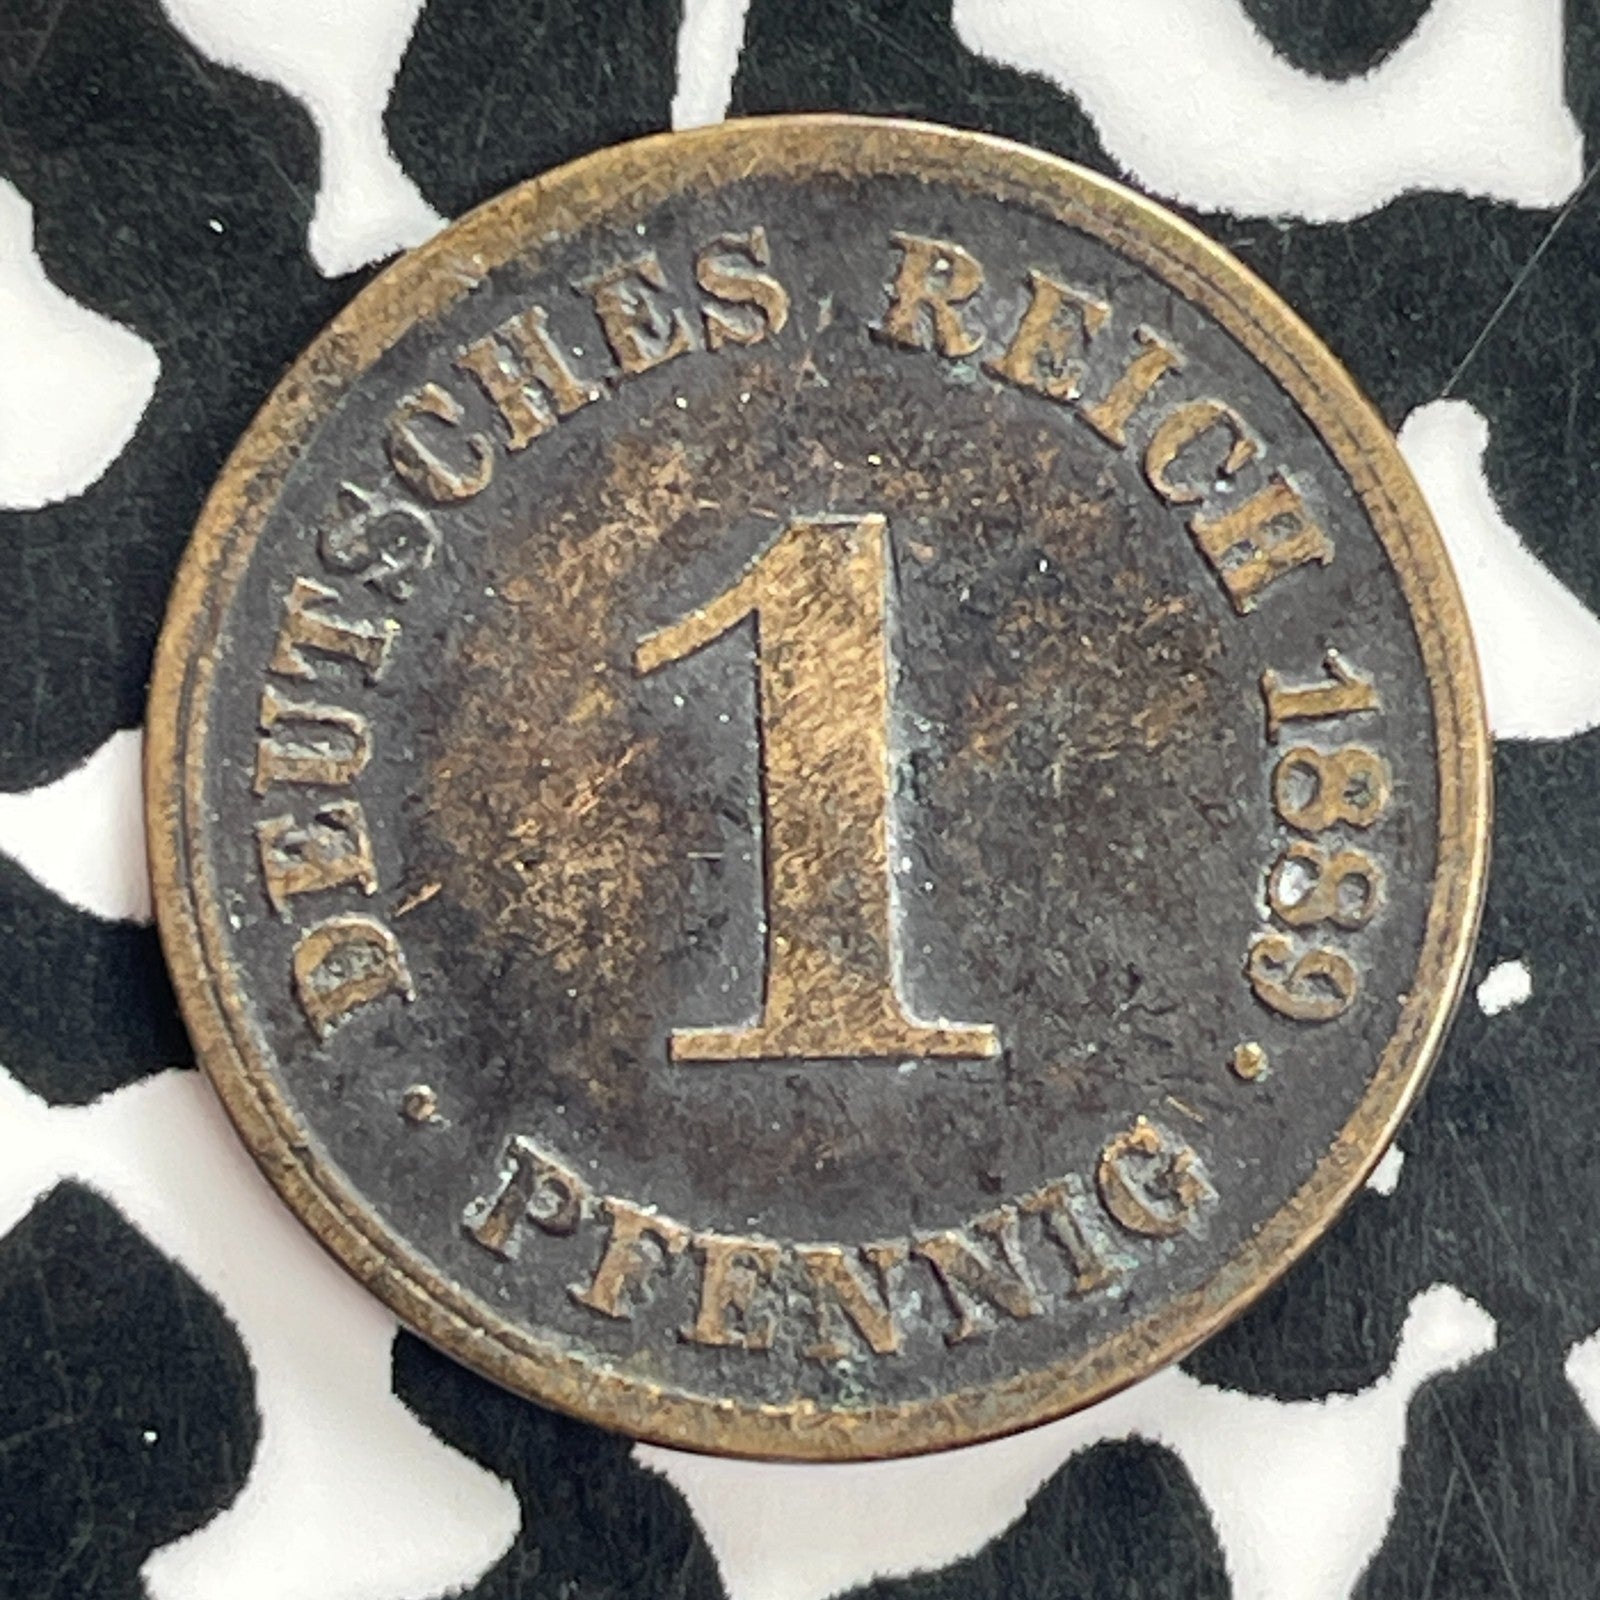 DEUTSCHES REICH 1889
1
• PFENNIG •